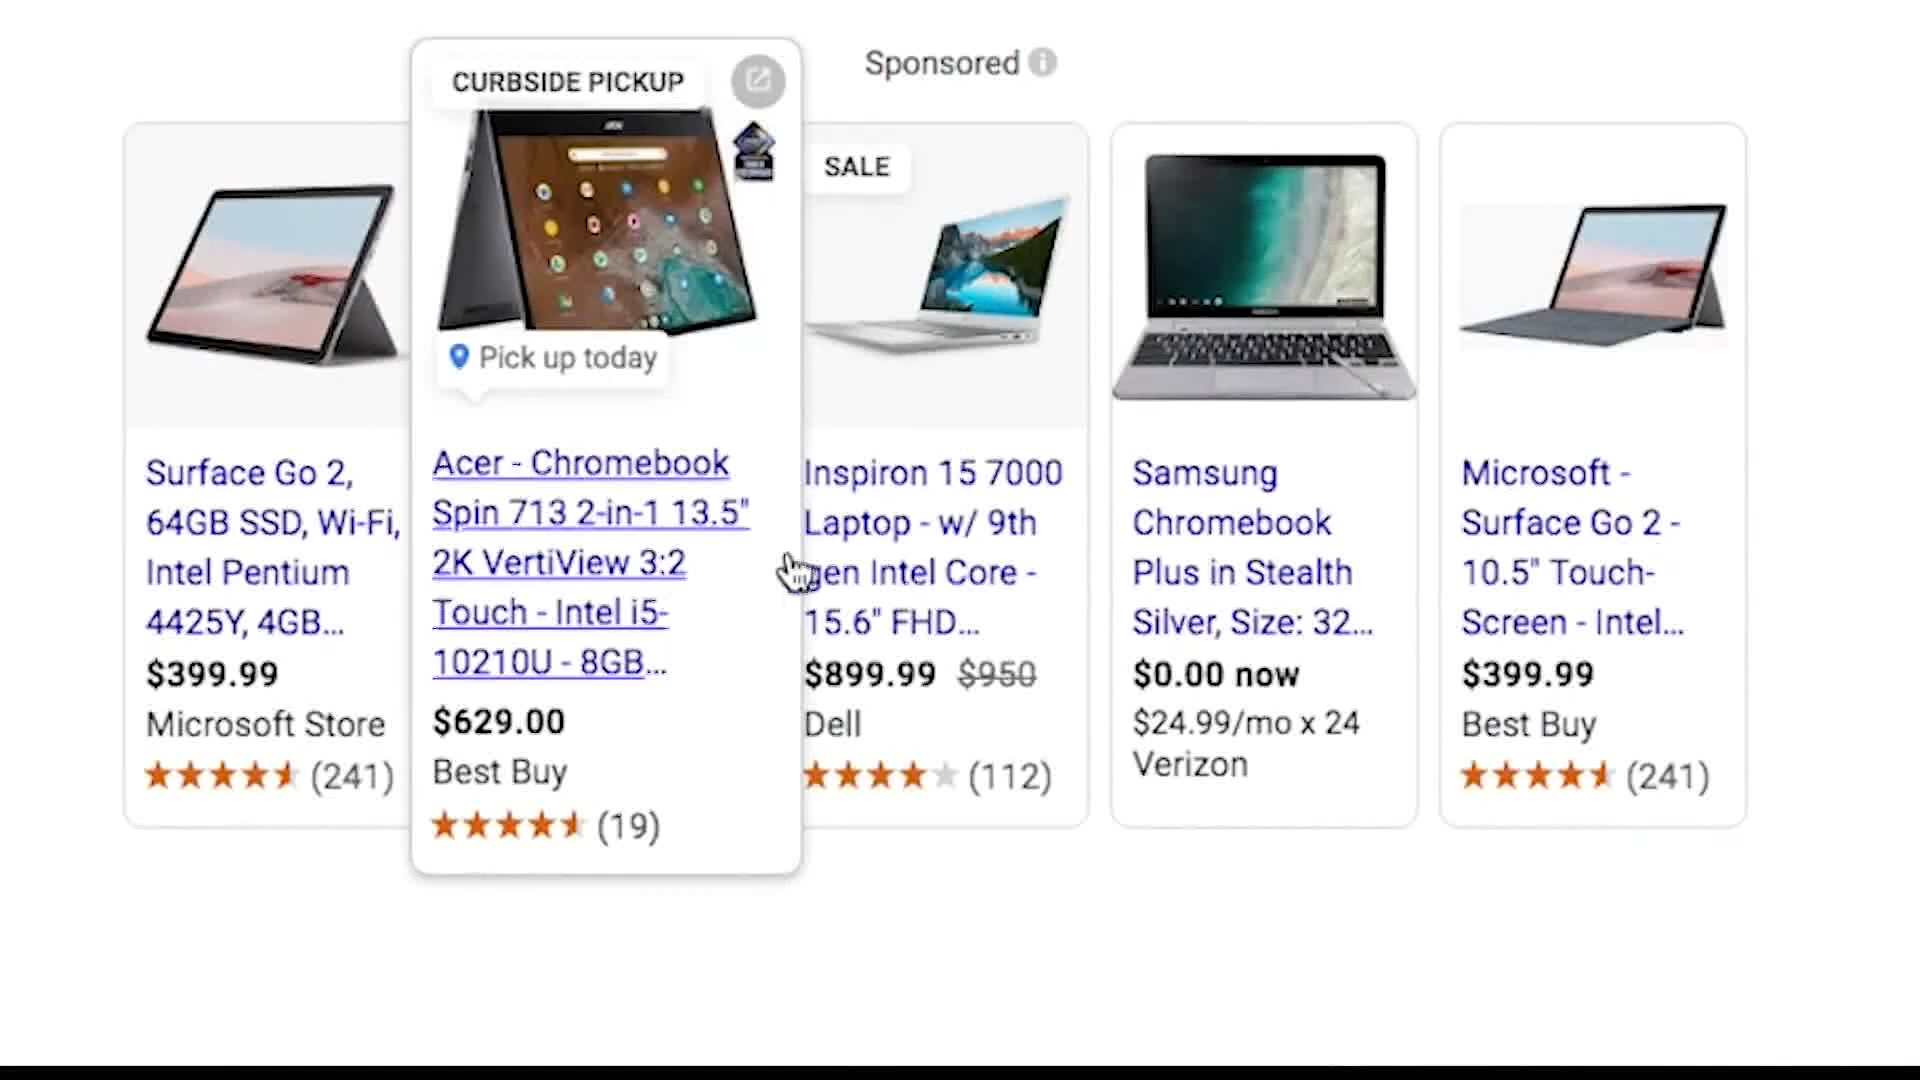 Sponsored
Surface Go 2,
64GB SSD, Wi-Fi,
Intel Pentium
4425Y, 4GB...
$399.99
Microsoft Store
(241)
CURBSIDE PICKUP
Pick up today
Acer - Chromebook
Spin 713 2-in-1 13.5"
2K VertiView 3:2
Touch - Intel i5-
10210U - 8GB...
$629.00
Best Buy
(19)
SALE
Inspiron 15 7000
Laptop - w/ 9th
gen Intel Core -
15.6" FHD...
$899.99 $950
Dell
(112)
Samsung
Chromebook
Plus in Stealth
Silver, Size: 32...
$0.00 now
$24.99/mo x 24
Verizon
Microsoft -
Surface Go 2 -
10.5" Touch-
Screen - Intel...
$399.99
Best Buy
(241)